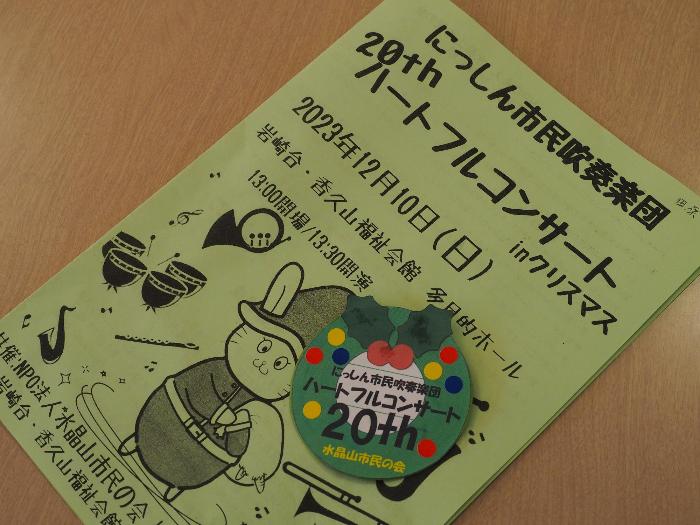 にっしん市民吹奏楽団
20th
ハートフルコンサート
inクリスマス
2023年12月10日(日)
岩崎台・香久山福祉会館 多目的ホール
13:00開場/13:30開演
共催:NPO法人水晶山市民の会
岩崎台・香久山福祉会館
にっしん市民吹奏楽団
ハートフルコンサート
20th
水晶山市民の会